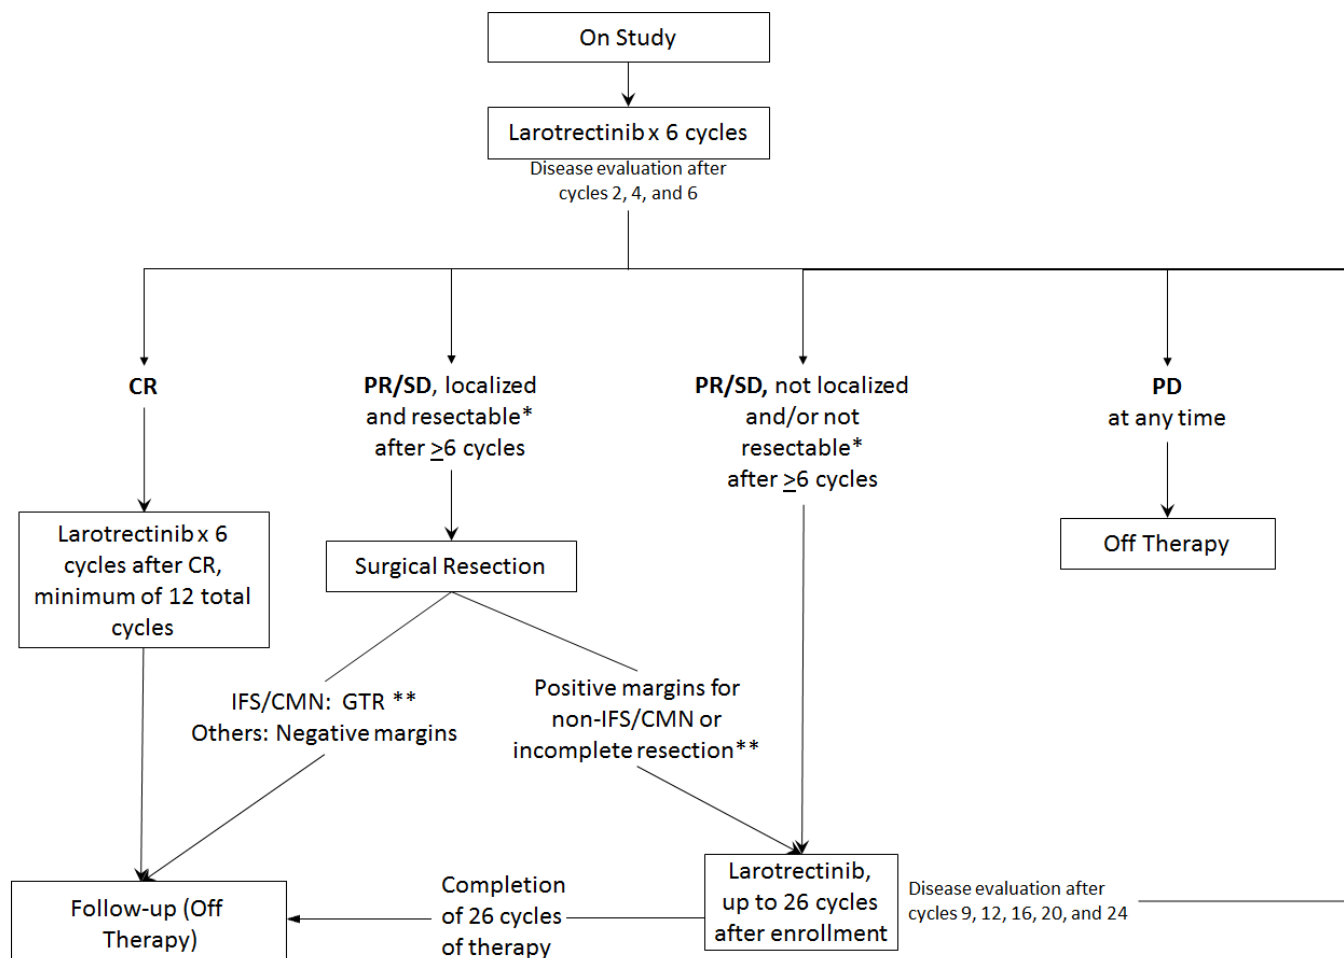 On Study
Larotrectinib x 6 cycles
Disease evaluation after
cycles 2, 4, and 6
CR
PR/SD, localized
and resectable*
after >6 cycles
PR/SD, not localized
and/or not
resectable*
after >6 cycles
PD
at any time
Larotrectinib x 6
cycles after CR,
minimum of 12 total
cycles
Surgical Resection
Off Therapy
IFS/CMN: GTR **
Others: Negative margins
Positive margins for
non-IFS/CMN or
incomplete resection**
Follow-up (Off
Therapy)
Completion
of 26 cycles
of therapy
Larotrectinib,
up to 26 cycles
after enrollment
Disease evaluation after
cycles 9, 12, 16, 20, and 24